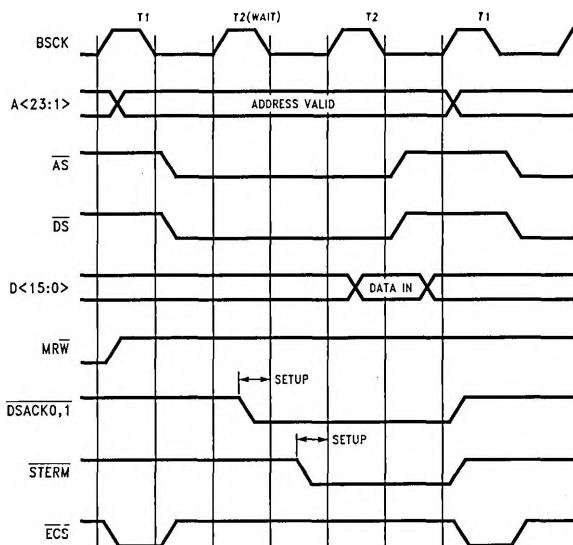 T1 T2(WAIT) T2 T1
BSCK
A<23:1> ADDRESS VALID
AS
DS
D<15:0> DATA IN
MRW
SETUP
DSACK0,1
SETUP
STERM
ECS